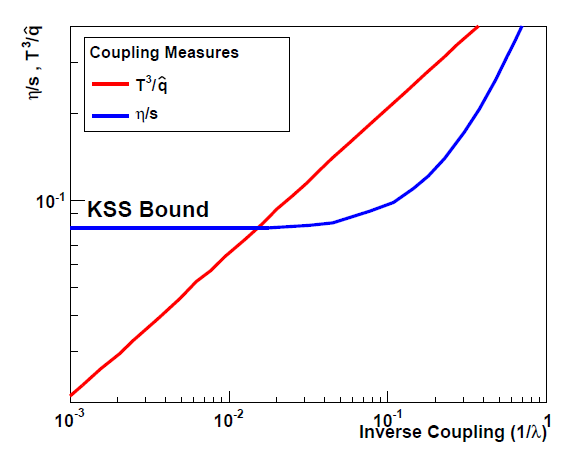 η/s , T³/q̂
Coupling Measures
T³/q̂
η/s
10⁻¹
KSS Bound
10⁻³ 10⁻² 10⁻¹ 1
Inverse Coupling (1/λ)